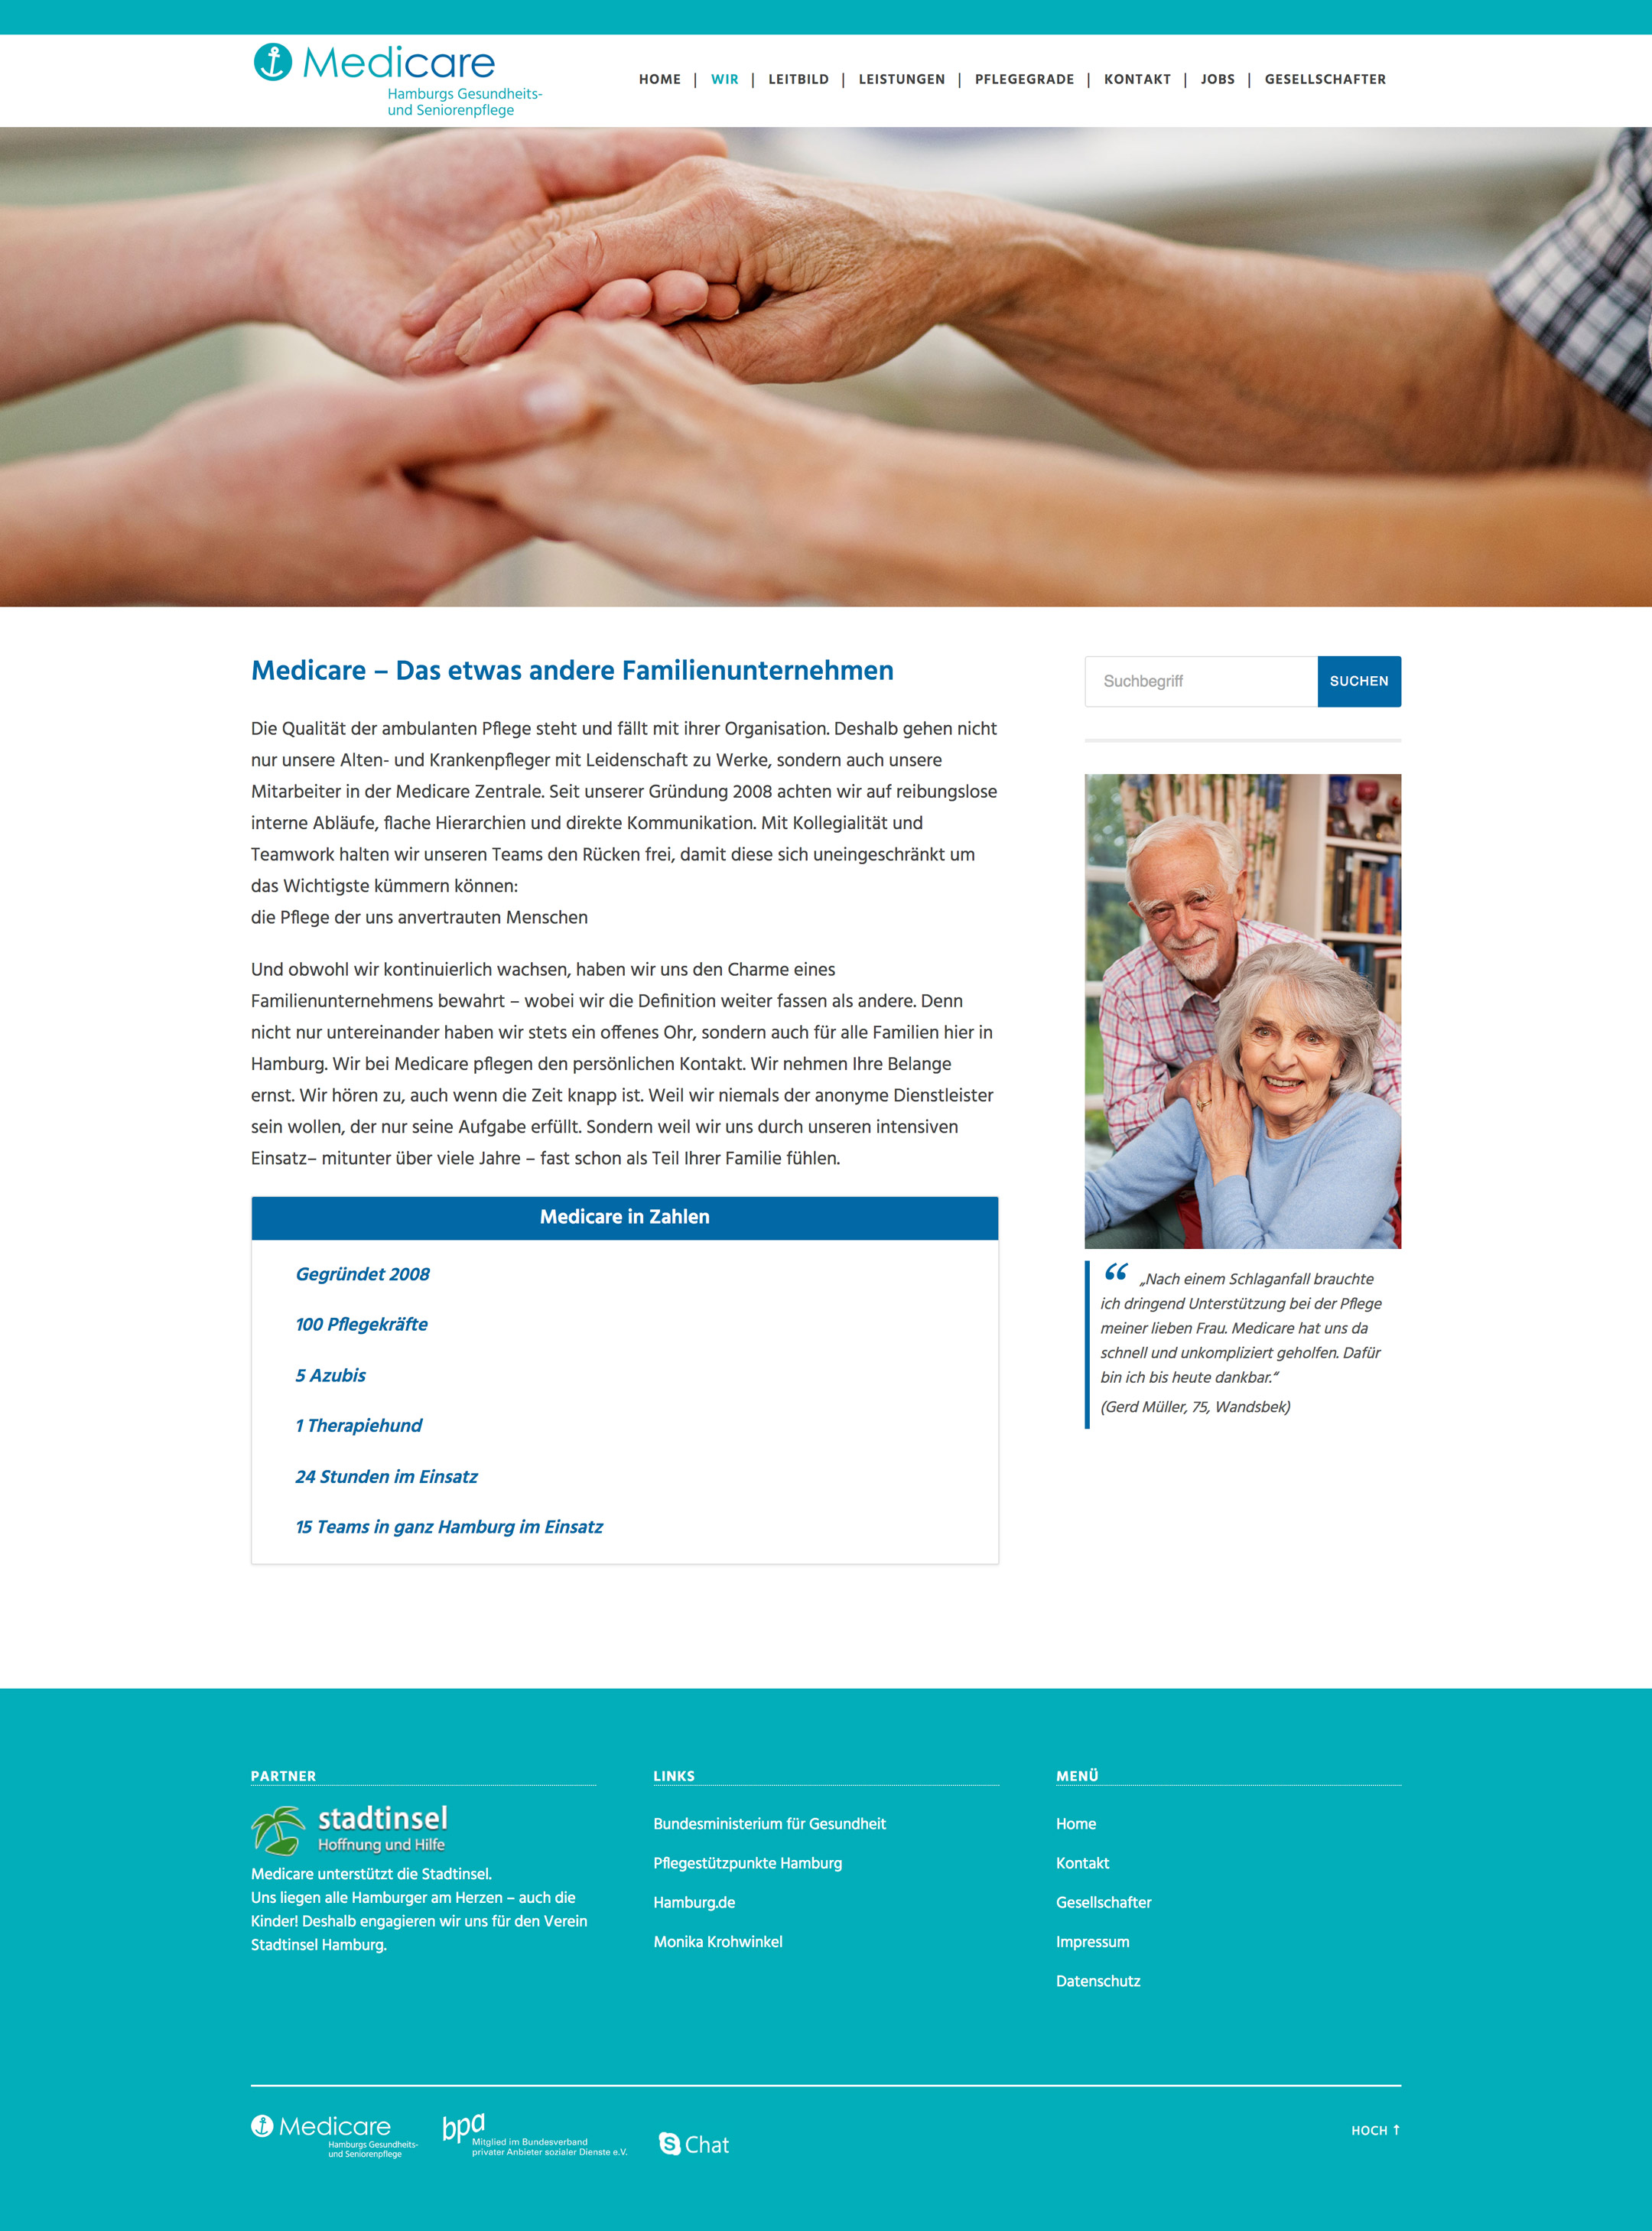 Medicare
Hamburgs Gesundheits-
und Seniorenpflege
HOME | WIR | LEITBILD | LEISTUNGEN | PFLEGEGRADE | KONTAKT | JOBS | GESELLSCHAFTER
Medicare – Das etwas andere Familienunternehmen
Die Qualität der ambulanten Pflege steht und fällt mit ihrer Organisation. Deshalb gehen nicht
nur unsere Alten- und Krankenpfleger mit Leidenschaft zu Werke, sondern auch unsere
Mitarbeiter in der Medicare Zentrale. Seit unserer Gründung 2008 achten wir auf reibungslose
interne Abläufe, flache Hierarchien und direkte Kommunikation. Mit Kollegialität und
Teamwork halten wir unseren Teams den Rücken frei, damit diese sich uneingeschränkt um
das Wichtigste kümmern können:
die Pflege der uns anvertrauten Menschen
Und obwohl wir kontinuierlich wachsen, haben wir uns den Charme eines
Familienunternehmens bewahrt – wobei wir die Definition weiter fassen als andere. Denn
nicht nur untereinander haben wir stets ein offenes Ohr, sondern auch für alle Familien hier in
Hamburg. Wir bei Medicare pflegen den persönlichen Kontakt. Wir nehmen Ihre Belange
ernst. Wir hören zu, auch wenn die Zeit knapp ist. Weil wir niemals der anonyme Dienstleister
sein wollen, der nur seine Aufgabe erfüllt. Sondern weil wir uns durch unseren intensiven
Einsatz– mitunter über viele Jahre – fast schon als Teil Ihrer Familie fühlen.
Medicare in Zahlen
Gegründet 2008
100 Pflegekräfte
5 Azubis
1 Therapiehund
24 Stunden im Einsatz
15 Teams in ganz Hamburg im Einsatz
Suchbegriff
SUCHEN
“ „Nach einem Schlaganfall brauchte
ich dringend Unterstützung bei der Pflege
meiner lieben Frau. Medicare hat uns da
schnell und unkompliziert geholfen. Dafür
bin ich bis heute dankbar.“
(Gerd Müller, 75, Wandsbek)
PARTNER
stadtinsel
Hoffnung und Hilfe
Medicare unterstützt die Stadtinsel.
Uns liegen alle Hamburger am Herzen – auch die
Kinder! Deshalb engagieren wir uns für den Verein
Stadtinsel Hamburg.
LINKS
Bundesministerium für Gesundheit
Pflegestützpunkte Hamburg
Hamburg.de
Monika Krohwinkel
MENÜ
Home
Kontakt
Gesellschafter
Impressum
Datenschutz
Medicare
Hamburgs Gesundheits-
und Seniorenpflege
bpa
Mitglied im Bundesverband
privater Anbieter sozialer Dienste e.V.
S Chat
HOCH ↑